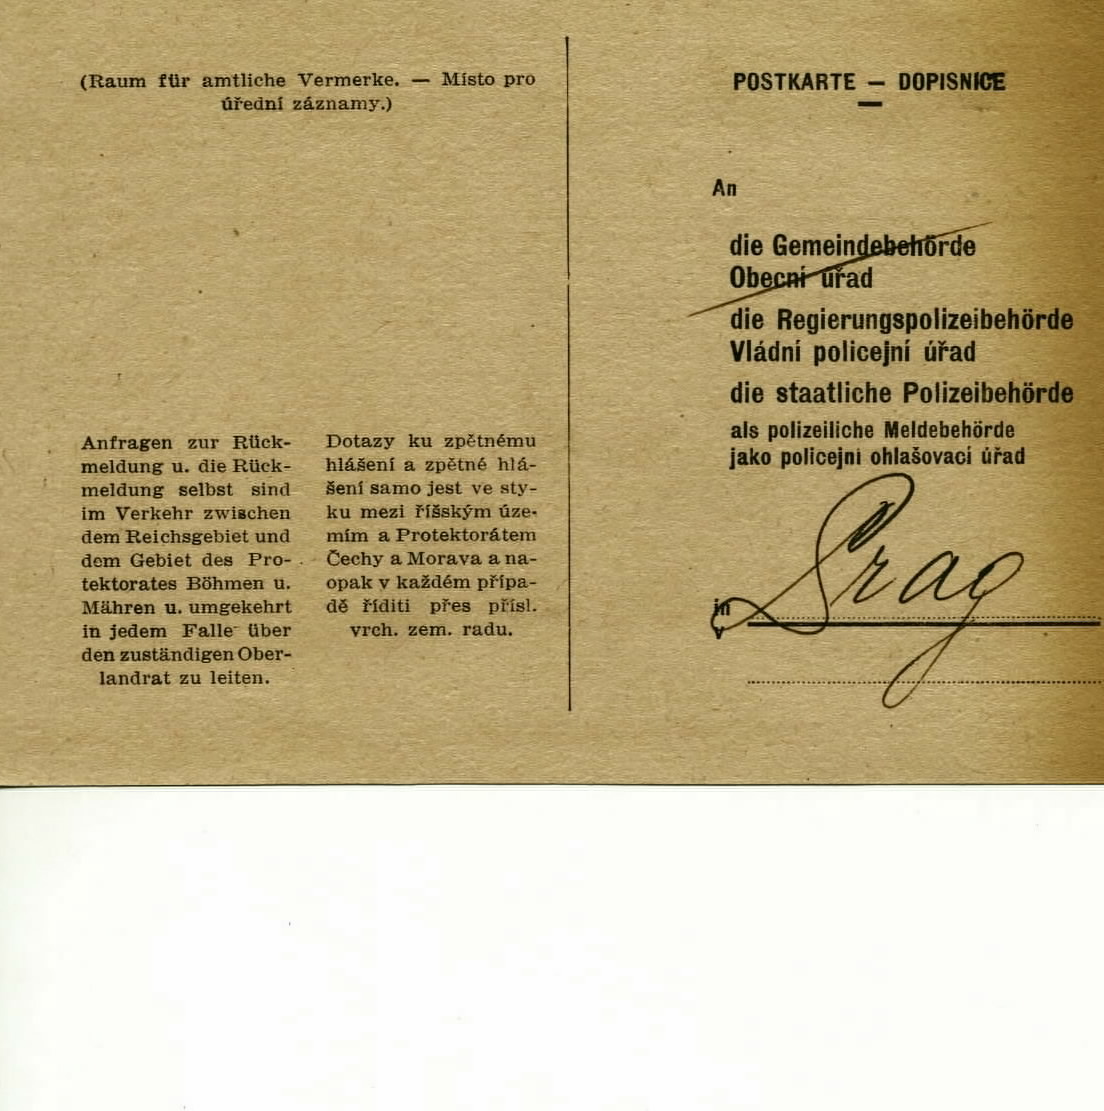 (Raum für amtliche Vermerke. — Místo pro
úřední záznamy.)
Anfragen zur Rück-
meldung u. die Rück-
meldung selbst sind
im Verkehr zwischen
dem Reichsgebiet und
dem Gebiet des Pro-
tektorates Böhmen u.
Mähren u. umgekehrt
in jedem Falle über
den zuständigen Ober-
landrat zu leiten.
Dotazy ku zpětnému
hlášení a zpětné hlá-
šení samo jest ve sty-
ku mezi říšským úze-
mím a Protektorátem
Čechy a Morava a na-
opak v každém přípa-
dě říditi přes přísl.
vrch. zem. radu.
POSTKARTE — DOPISNICE
An
die Gemeindebehörde
Obecní úřad
die Regierungspolizeibehörde
Vládní policejní úřad
die staatliche Polizeibehörde
als polizeiliche Meldebehörde
jako policejní ohlašovací úřad
in Prag
v